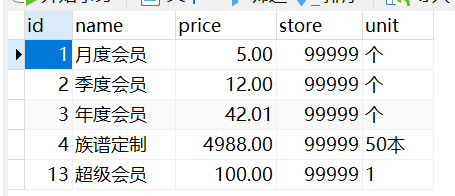 id name price store unit
1 月度会员 5.00 99999 个
2 季度会员 12.00 99999 个
3 年度会员 42.01 99999 个
4 族谱定制 4988.00 99999 50本
13 超级会员 100.00 99999 1